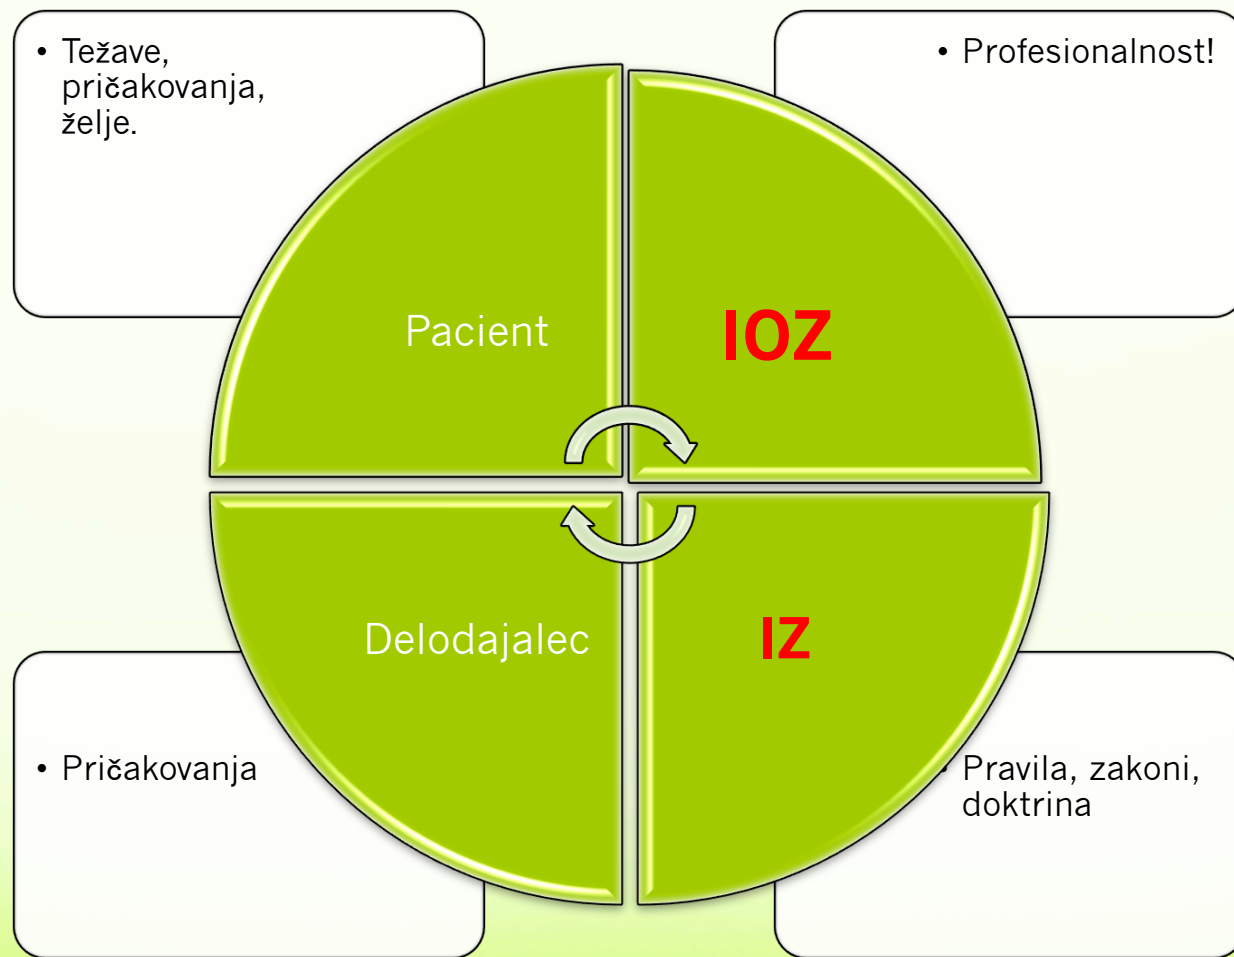 • Težave,
pričakovanja,
želje.
• Profesionalnost!
Pacient
IOZ
Delodajalec
IZ
• Pričakovanja
• Pravila, zakoni,
doktrina